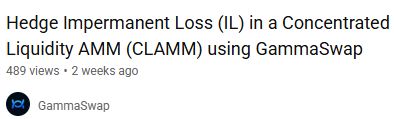 Hedge Impermanent Loss (IL) in a Concentrated
Liquidity AMM (CLAMM) using GammaSwap
489 views • 2 weeks ago
GammaSwap